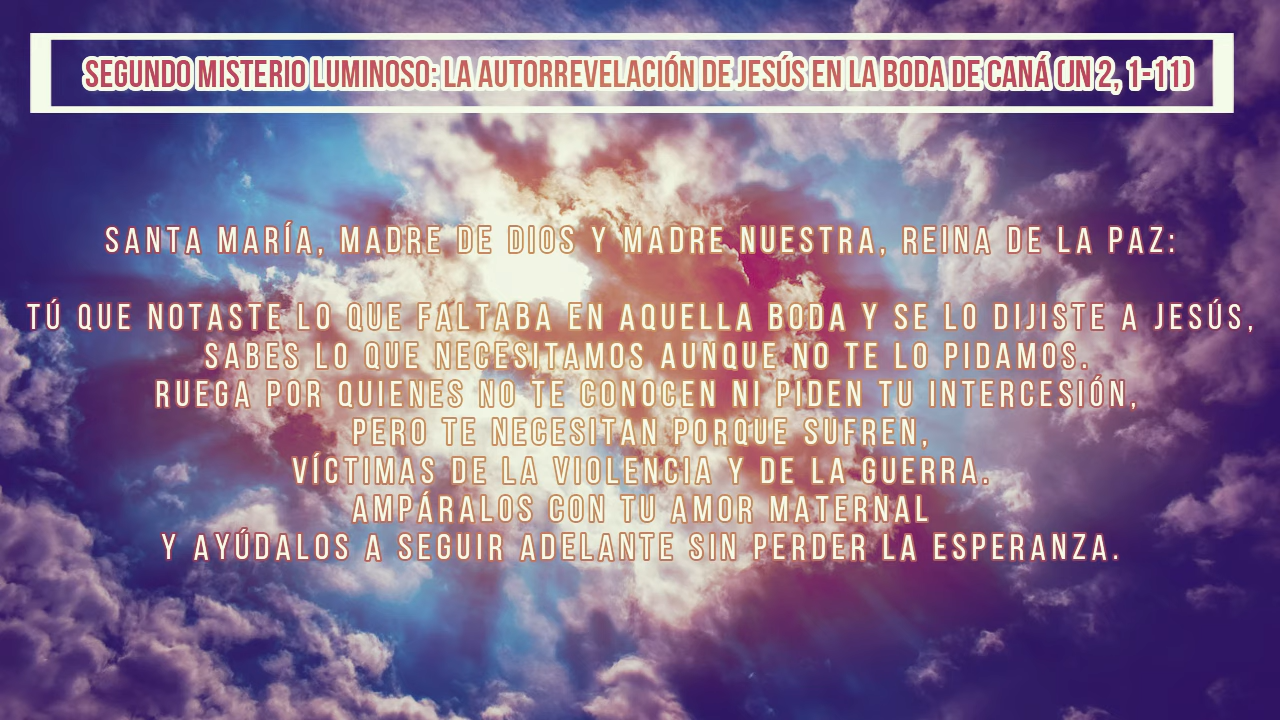 SEGUNDO MISTERIO LUMINOSO: LA AUTORREVELACIÓN DE JESÚS EN LA BODA DE CANÁ (JN 2, 1-11)
SANTA MARÍA, MADRE DE DIOS Y MADRE NUESTRA, REINA DE LA PAZ:
TÚ QUE NOTASTE LO QUE FALTABA EN AQUELLA BODA Y SE LO DIJISTE A JESÚS,
SABES LO QUE NECESITAMOS AUNQUE NO TE LO PIDAMOS.
RUEGA POR QUIENES NO TE CONOCEN NI PIDEN TU INTERCESIÓN,
PERO TE NECESITAN PORQUE SUFREN,
VÍCTIMAS DE LA VIOLENCIA Y DE LA GUERRA.
AMPÁRALOS CON TU AMOR MATERNAL
Y AYÚDALOS A SEGUIR ADELANTE SIN PERDER LA ESPERANZA.